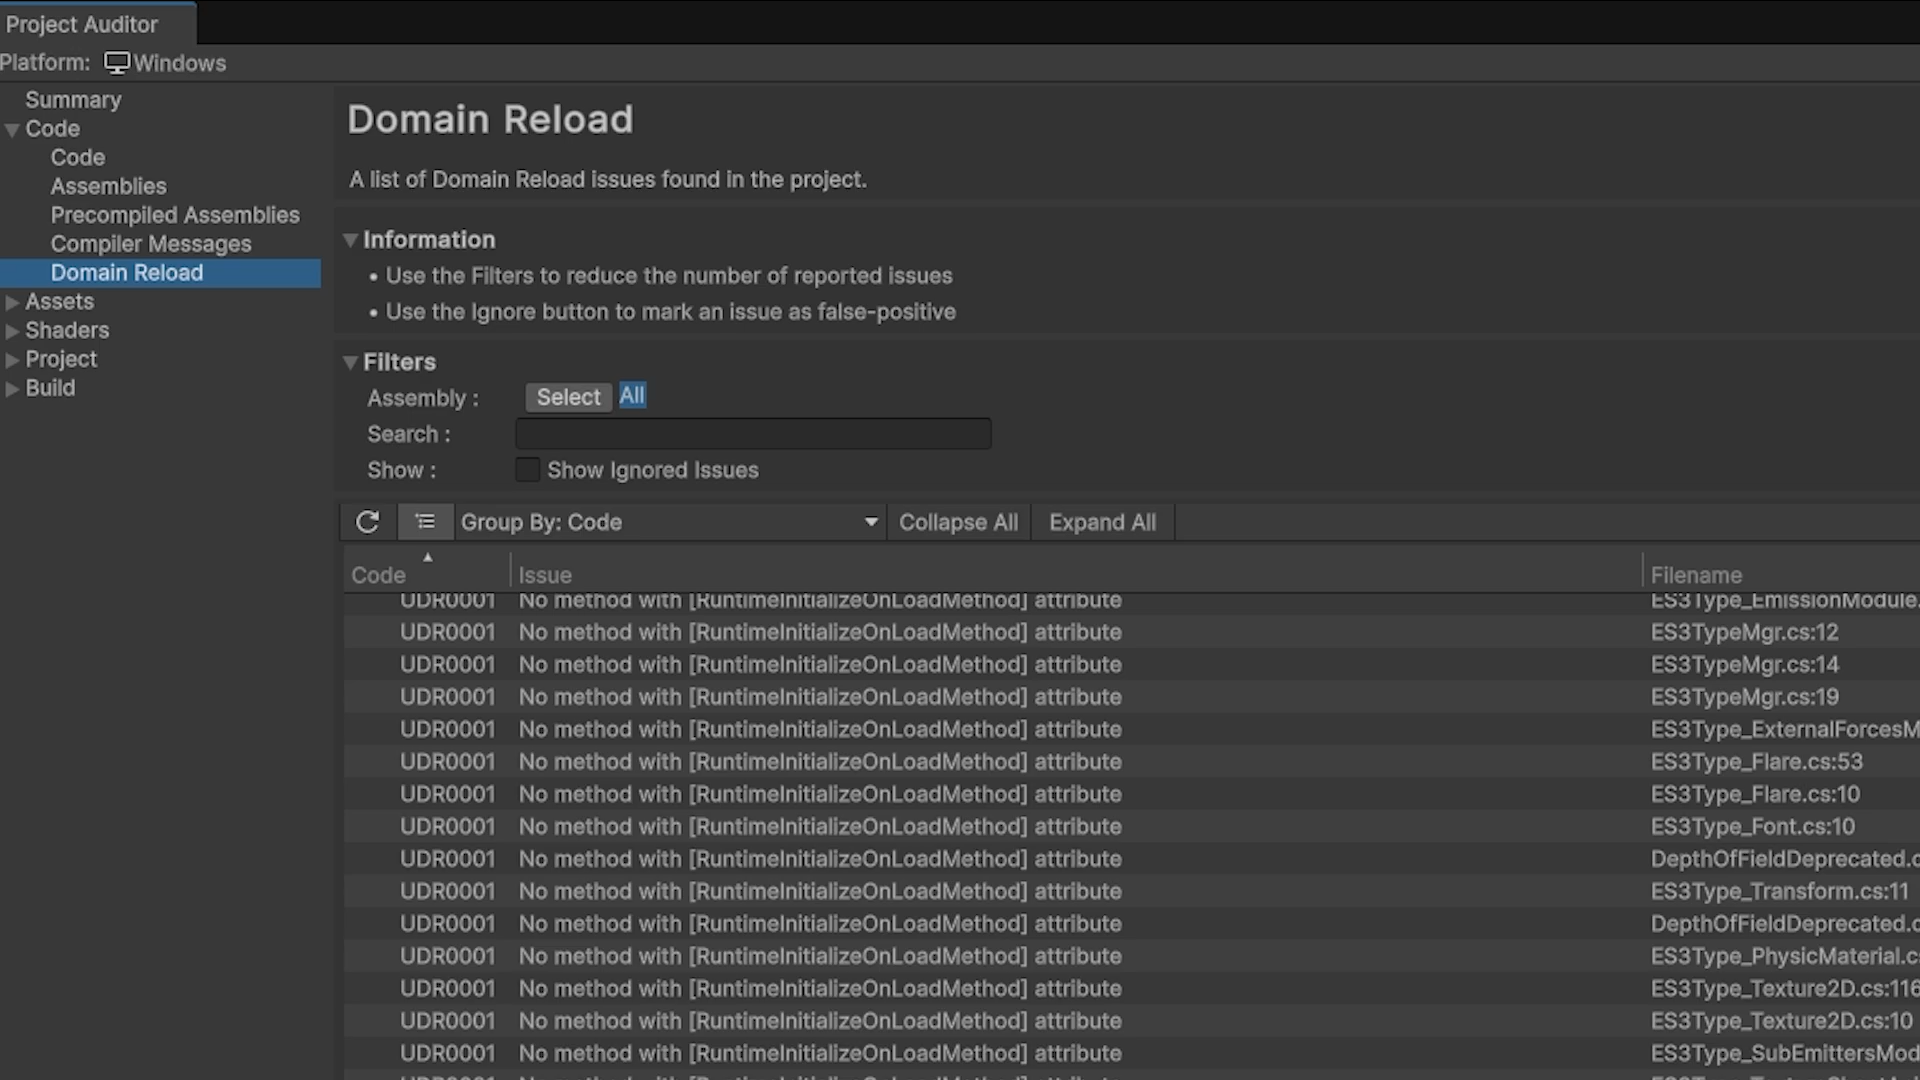 Project Auditor
Platform: Windows
Summary
Code
Code
Assemblies
Precompiled Assemblies
Compiler Messages
Domain Reload
Assets
Shaders
Project
Build
Domain Reload
A list of Domain Reload issues found in the project.
Information
• Use the Filters to reduce the number of reported issues
• Use the Ignore button to mark an issue as false-positive
Filters
Assembly : Select All
Search :
Show : Show Ignored Issues
Group By: Code Collapse All Expand All
Code Issue Filename
UDR0001 No method with [RuntimeInitializeOnLoadMethod] attribute ES3Type_EmissionModule.
UDR0001 No method with [RuntimeInitializeOnLoadMethod] attribute ES3TypeMgr.cs:12
UDR0001 No method with [RuntimeInitializeOnLoadMethod] attribute ES3TypeMgr.cs:14
UDR0001 No method with [RuntimeInitializeOnLoadMethod] attribute ES3TypeMgr.cs:19
UDR0001 No method with [RuntimeInitializeOnLoadMethod] attribute ES3Type_ExternalForcesM
UDR0001 No method with [RuntimeInitializeOnLoadMethod] attribute ES3Type_Flare.cs:53
UDR0001 No method with [RuntimeInitializeOnLoadMethod] attribute ES3Type_Flare.cs:10
UDR0001 No method with [RuntimeInitializeOnLoadMethod] attribute ES3Type_Font.cs:10
UDR0001 No method with [RuntimeInitializeOnLoadMethod] attribute DepthOfFieldDeprecated.c
UDR0001 No method with [RuntimeInitializeOnLoadMethod] attribute ES3Type_Transform.cs:11
UDR0001 No method with [RuntimeInitializeOnLoadMethod] attribute DepthOfFieldDeprecated.c
UDR0001 No method with [RuntimeInitializeOnLoadMethod] attribute ES3Type_PhysicMaterial.c
UDR0001 No method with [RuntimeInitializeOnLoadMethod] attribute ES3Type_Texture2D.cs:116
UDR0001 No method with [RuntimeInitializeOnLoadMethod] attribute ES3Type_Texture2D.cs:10
UDR0001 No method with [RuntimeInitializeOnLoadMethod] attribute ES3Type_SubEmittersMod